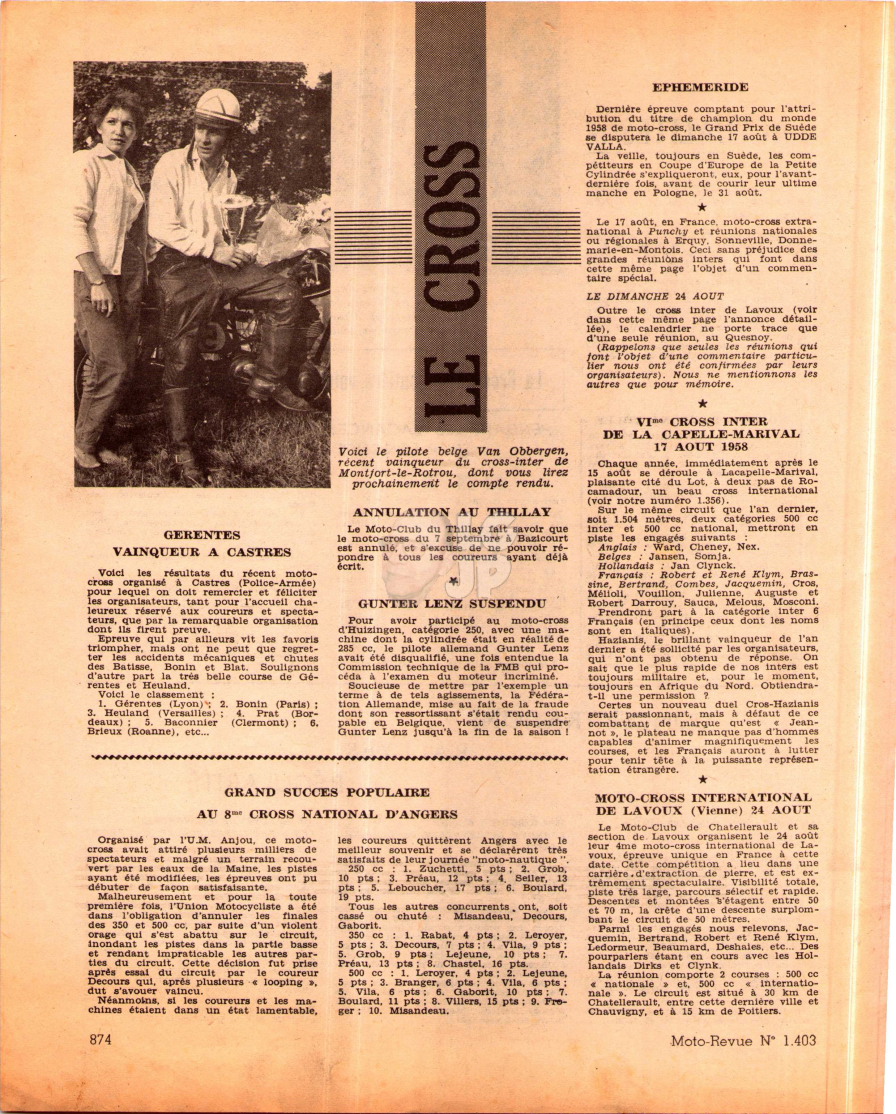 LE CROSS
Voici le pilote belge Van Obbergen,
récent vainqueur du cross-inter de
Montfort-le-Rotrou, dont vous lirez
prochainement le compte rendu.
GERENTES
VAINQUEUR A CASTRES
Voici les résultats du récent moto-
cross organisé à Castres (Police-Armée)
pour lequel on doit remercier et féliciter
les organisateurs, tant pour l'accueil cha-
leureux réservé aux coureurs et specta-
teurs, que par la remarquable organisation
dont ils firent preuve.
Epreuve qui par ailleurs vit les favoris
triompher, mais ont ne peut que regret-
ter les accidents mécaniques et chutes
des Batisse, Bonin et Blat. Soulignons
d'autre part la très belle course de Gé-
rentes et Heuland.
Voici le classement :
1. Gérentes (Lyon) ; 2. Bonin (Paris) ;
3. Heuland (Versailles) ; 4. Prat (Bor-
deaux) ; 5. Baconnier (Clermont) ; 6.
Brieux (Roanne), etc...
ANNULATION AU THILLAY
Le Moto-Club du Thillay fait savoir que
le moto-cross du 7 septembre à Bazicourt
est annulé, et s'excuse de ne pouvoir ré-
pondre à tous les coureurs ayant déjà
écrit.
★
GUNTER LENZ SUSPENDU
Pour avoir participé au moto-cross
d'Huizingen, catégorie 250, avec une ma-
chine dont la cylindrée était en réalité de
285 cc, le pilote allemand Gunter Lenz
avait été disqualifié, une fois entendue la
Commission technique de la FMB qui pro-
céda à l'examen du moteur incriminé.
Soucieuse de mettre par l'exemple un
terme à de tels agissements, la Fédéra-
tion Allemande, mise au fait de la fraude
dont son ressortissant s'était rendu cou-
pable en Belgique, vient de suspendre
Gunter Lenz jusqu'à la fin de la saison !
GRAND SUCCES POPULAIRE
AU 8me CROSS NATIONAL D'ANGERS
Organisé par l'U.M. Anjou, ce moto-
cross avait attiré plusieurs milliers de
spectateurs et malgré un terrain recou-
vert par les eaux de la Maine, les pistes
ayant été modifiées, les épreuves ont pu
débuter de façon satisfaisante.
Malheureusement et pour la toute
première fois, l'Union Motocycliste a été
dans l'obligation d'annuler les finales
des 350 et 500 cc, par suite d'un violent
orage qui s'est abattu sur le circuit,
inondant les pistes dans la partie basse
et rendant impraticable les autres par-
ties du circuit. Cette décision fut prise
après essai du circuit par le coureur
Decours qui, après plusieurs « looping »,
dut s'avouer vaincu.
Néanmoins, si les coureurs et les ma-
chines étaient dans un état lamentable,
les coureurs quittèrent Angers avec le
meilleur souvenir et se déclarèrent très
satisfaits de leur journée "moto-nautique".
250 cc : 1. Zuchetti, 5 pts ; 2. Grob,
10 pts ; 3. Préau, 12 pts ; 4. Seiler, 13
pts ; 5. Leboucher, 17 pts ; 6. Boulard,
19 pts.
Tous les autres concurrents ont, soit
cassé ou chuté : Misandeau, Decours,
Gaborit.
350 cc : 1. Rabat, 4 pts ; 2. Leroyer,
5 pts ; 3. Decours, 7 pts ; 4. Vila, 9 pts ;
5. Grob, 9 pts ; Lejeune, 10 pts ; 7.
Préau, 13 pts ; 8. Chastel, 16 pts.
500 cc : 1. Leroyer, 4 pts ; 2. Lejeune,
5 pts ; 3. Branger, 6 pts ; 4. Vila, 6 pts ;
5. Vila, 6 pts ; 6. Gaborit, 10 pts ; 7.
Boulard, 11 pts ; 8. Villers, 15 pts ; 9. Fro-
ger ; 10. Misandeau.
EPHEMERIDE
Dernière épreuve comptant pour l'attri-
bution du titre de champion du monde
1958 de moto-cross, le Grand Prix de Suède
se disputera le dimanche 17 août à UDDE
VALLA.
La veille, toujours en Suède, les com-
pétiteurs en Coupe d'Europe de la Petite
Cylindrée s'expliqueront, eux, pour l'avant-
dernière fois, avant de courir leur ultime
manche en Pologne, le 31 août.
★
Le 17 août, en France, moto-cross extra-
national à Punchy et réunions nationales
ou régionales à Erquy, Sonneville, Donne-
marie-en-Montois. Ceci sans préjudice des
grandes réunions inters qui font dans
cette même page l'objet d'un commen-
taire spécial.
LE DIMANCHE 24 AOUT
Outre le cross inter de Lavoux (voir
dans cette même page l'annonce détail-
lée), le calendrier ne porte trace que
d'une seule réunion, au Quesnoy.
(Rappelons que seules les réunions qui
font l'objet d'une commentaire particu-
lier nous ont été confirmées par leurs
organisateurs). Nous ne mentionnons les
autres que pour mémoire.
★
VIme CROSS INTER
DE LA CAPELLE-MARIVAL
17 AOUT 1958
Chaque année, immédiatement après le
15 août se déroule à Lacapelle-Marival,
plaisante cité du Lot, à deux pas de Ro-
camadour, un beau cross international
(voir notre numéro 1.356).
Sur le même circuit que l'an dernier,
soit 1.504 mètres, deux catégories 500 cc
inter et 500 cc national, mettront en
piste les engagés suivants :
Anglais : Ward, Cheney, Nex.
Belges : Jansen, Somja.
Hollandais : Jan Clynck.
Français : Robert et René Klym, Bras-
sine, Bertrand, Combes, Jacquemin, Cros,
Mélioli, Vouillon, Julienne, Auguste et
Robert Darrouy, Sauca, Melous, Mosconi.
Prendront part à la catégorie inter 6
Français (en principe ceux dont les noms
sont en italiques).
Hazianis, le brillant vainqueur de l'an
dernier a été sollicité par les organisateurs,
qui n'ont pas obtenu de réponse. On
sait que le plus rapide de nos inters est
toujours militaire et, pour le moment,
toujours en Afrique du Nord. Obtiendra-
t-il une permission ?
Certes un nouveau duel Cros-Hazianis
serait passionnant, mais à défaut de ce
combattant de marque qu'est « Jean-
not », le plateau ne manque pas d'hommes
capables d'animer magnifiquement les
courses, et les Français auront à lutter
pour tenir tête à la puissante représen-
tation étrangère.
★
MOTO-CROSS INTERNATIONAL
DE LAVOUX (Vienne) 24 AOUT
Le Moto-Club de Chatellerault et sa
section de Lavoux organisent le 24 août
leur 4me moto-cross international de La-
voux, épreuve unique en France à cette
date. Cette compétition a lieu dans une
carrière d'extraction de pierre, et est ex-
trêmement spectaculaire. Visibilité totale,
piste très large, parcours sélectif et rapide.
Descentes et montées s'étagent entre 50
et 70 m, la crête d'une descente surplom-
bant le circuit de 50 mètres.
Parmi les engagés nous relevons, Jac-
quemin, Bertrand, Robert et René Klym,
Ledormeur, Beaumard, Deshaies, etc... Des
pourparlers étant en cours avec les Hol-
landais Dirks et Clynk.
La réunion comporte 2 courses : 500 cc
« nationale » et, 500 cc « internatio-
nale ». Le circuit est situé à 30 km de
Chatellerault, entre cette dernière ville et
Chauvigny, et à 15 km de Poitiers.
874
Moto-Revue N° 1.403